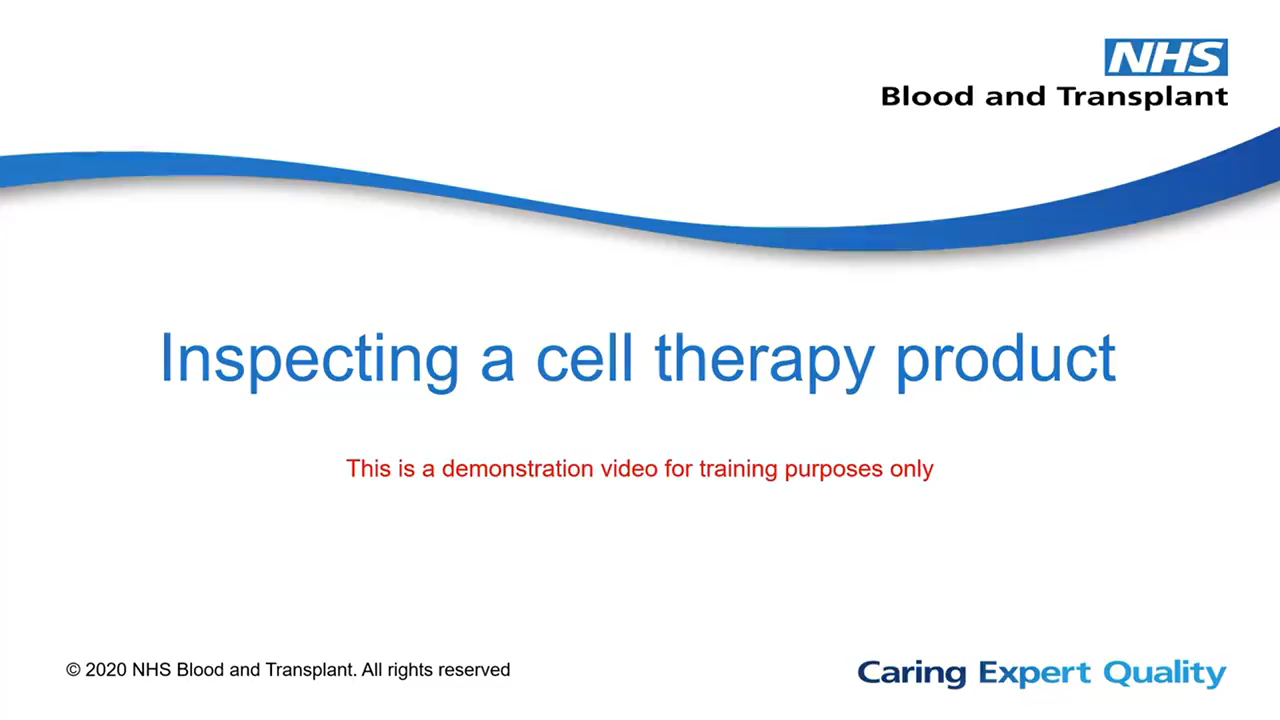 NHS
Blood and Transplant
Inspecting a cell therapy product
This is a demonstration video for training purposes only
© 2020 NHS Blood and Transplant. All rights reserved
Caring Expert Quality